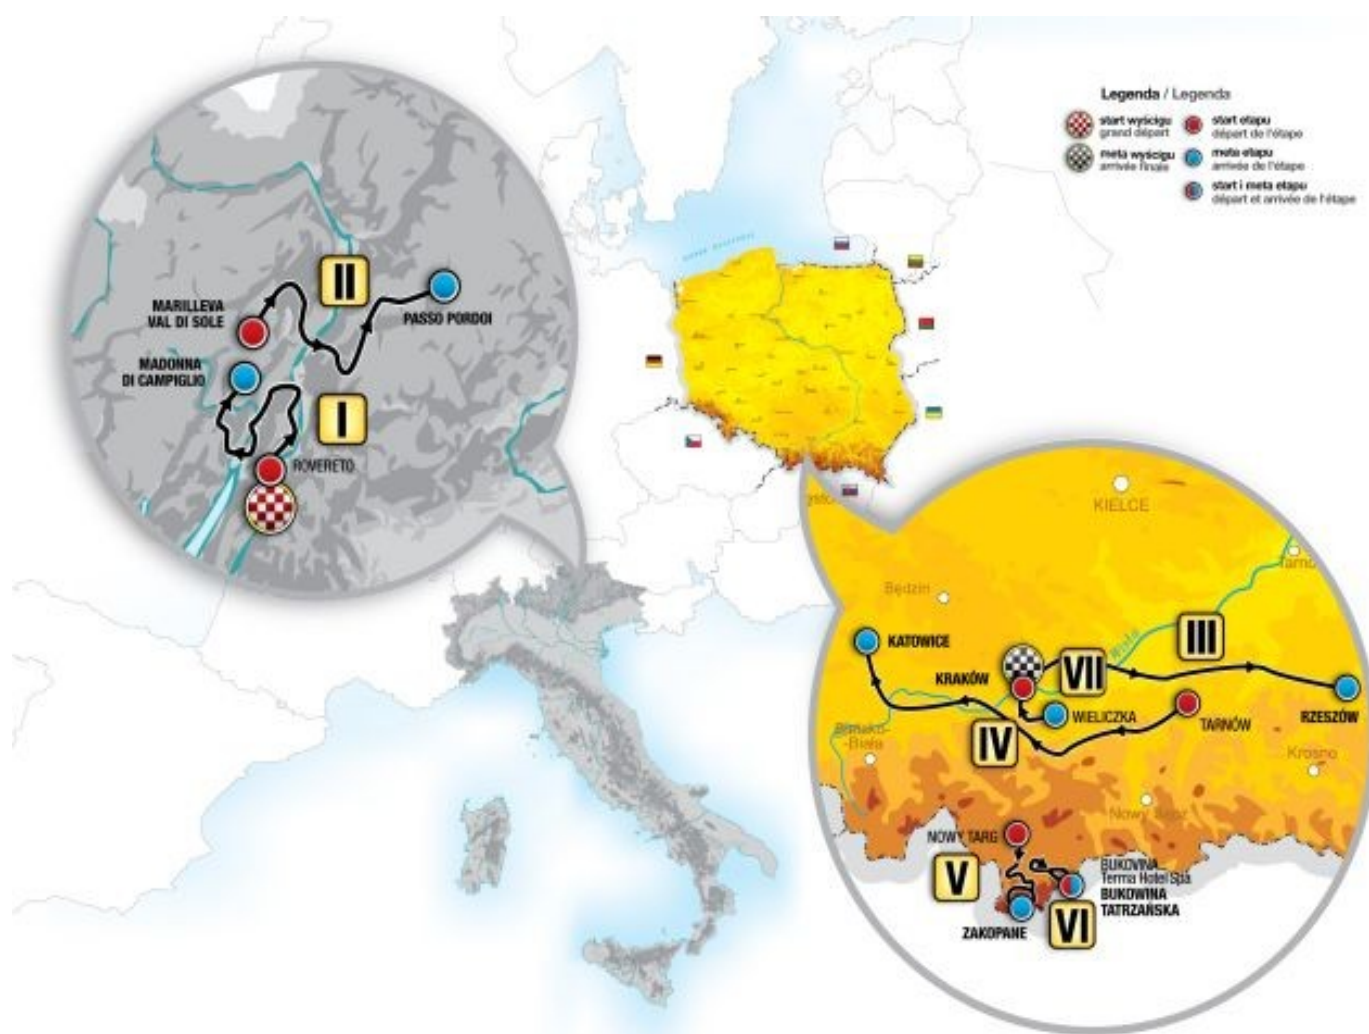 Legenda / Legenda
start wyścigu
grand départ
start etapu
départ de l'étape
meta wyścigu
arrivée finale
meta etapu
arrivée de l'étape
start i meta etapu
départ et arrivée de l'étape
II
MARILLEVA
VAL DI SOLE
PASSO PORDOI
MADONNA
DI CAMPIGLIO
I
ROVERETO
KIELCE
Będzin
Wisła
III
KATOWICE
KRAKÓW
VII
WIELICZKA
TARNÓW
RZESZÓW
IV
-Biała
Krosno
NOWY TARG
V
BUKOVINA
Terma Hotel Spa
BUKOWINA
TATRZAŃSKA
VI
ZAKOPANE